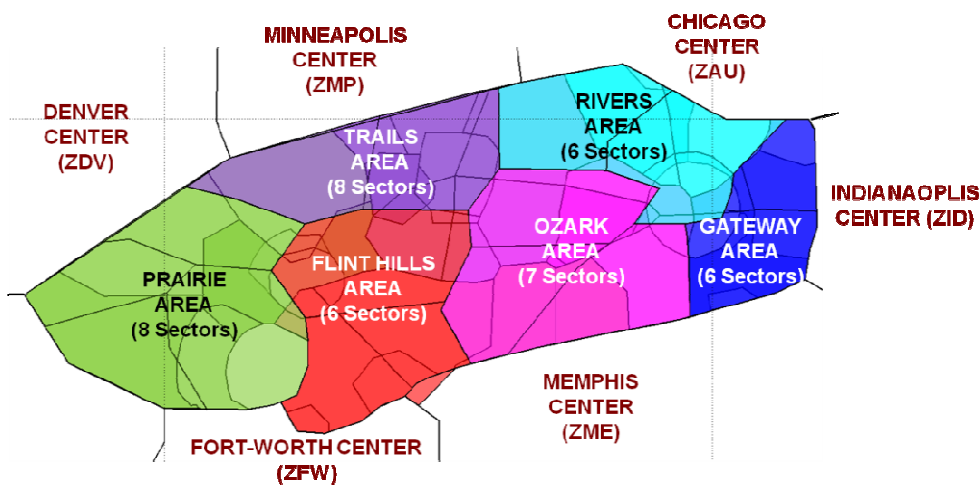 MINNEAPOLIS
CENTER
(ZMP)
CHICAGO
CENTER
(ZAU)
DENVER
CENTER
(ZDV)
TRAILS
AREA
(8 Sectors)
RIVERS
AREA
(6 Sectors)
INDIANAOPLIS
CENTER (ZID)
PRAIRIE
AREA
(8 Sectors)
FLINT HILLS
AREA
(6 Sectors)
OZARK
AREA
(7 Sectors)
GATEWAY
AREA
(6 Sectors)
MEMPHIS
CENTER
(ZME)
FORT-WORTH CENTER
(ZFW)